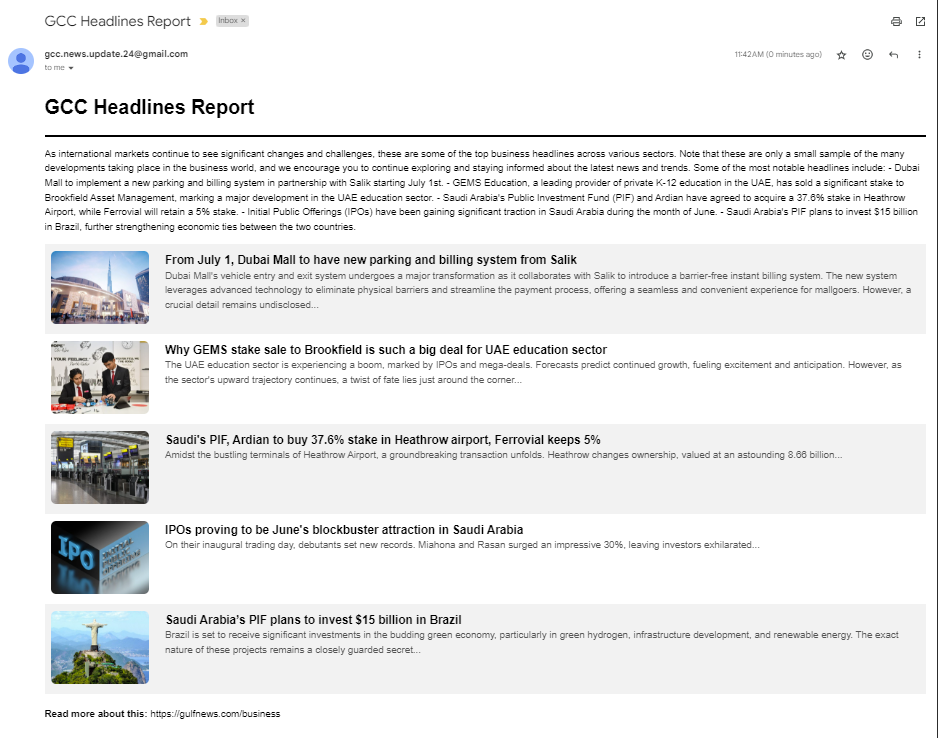 GCC Headlines Report
Inbox ×
gcc.news.update.24@gmail.com
11:42AM (0 minutes ago)
to me
GCC Headlines Report
As international markets continue to see significant changes and challenges, these are some of the top business headlines across various sectors. Note that these are only a small sample of the many
developments taking place in the business world, and we encourage you to continue exploring and staying informed about the latest news and trends. Some of the most notable headlines include: - Dubai
Mall to implement a new parking and billing system in partnership with Salik starting July 1st. - GEMS Education, a leading provider of private K-12 education in the UAE, has sold a significant stake to
Brookfield Asset Management, marking a major development in the UAE education sector. - Saudi Arabia's Public Investment Fund (PIF) and Ardian have agreed to acquire a 37.6% stake in Heathrow
Airport, while Ferrovial will retain a 5% stake. - Initial Public Offerings (IPOs) have been gaining significant traction in Saudi Arabia during the month of June. - Saudi Arabia's PIF plans to invest $15 billion
in Brazil, further strengthening economic ties between the two countries.
From July 1, Dubai Mall to have new parking and billing system from Salik
Dubai Mall's vehicle entry and exit system undergoes a major transformation as it collaborates with Salik to introduce a barrier-free instant billing system. The new system
leverages advanced technology to eliminate physical barriers and streamline the payment process, offering a seamless and convenient experience for mallgoers. However, a
crucial detail remains undisclosed...
Why GEMS stake sale to Brookfield is such a big deal for UAE education sector
The UAE education sector is experiencing a boom, marked by IPOs and mega-deals. Forecasts predict continued growth, fueling excitement and anticipation. However, as
the sector's upward trajectory continues, a twist of fate lies just around the corner...
Saudi's PIF, Ardian to buy 37.6% stake in Heathrow airport, Ferrovial keeps 5%
Amidst the bustling terminals of Heathrow Airport, a groundbreaking transaction unfolds. Heathrow changes ownership, valued at an astounding 8.66 billion...
IPO
IPOs proving to be June's blockbuster attraction in Saudi Arabia
On their inaugural trading day, debutants set new records. Miahona and Rasan surged an impressive 30%, leaving investors exhilarated...
Saudi Arabia's PIF plans to invest $15 billion in Brazil
Brazil is set to receive significant investments in the budding green economy, particularly in green hydrogen, infrastructure development, and renewable energy. The exact
nature of these projects remains a closely guarded secret...
Read more about this: https://gulfnews.com/business